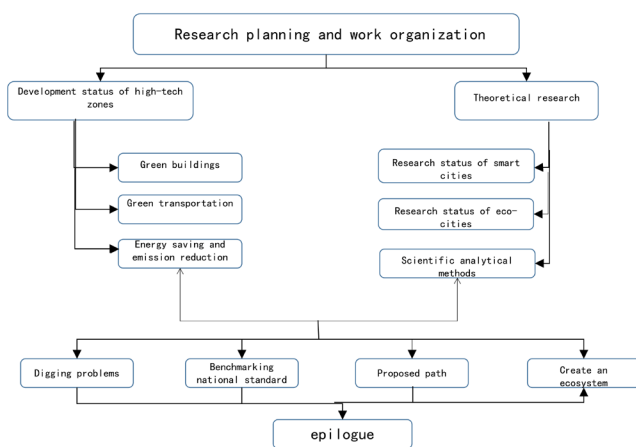 Research planning and work organization
Development status of high-tech
zones
Theoretical research
Green buildings
Green transportation
Energy saving and
emission reduction
Research status of smart
cities
Research status of eco-
cities
Scientific analytical
methods
Digging problems
Benchmarking
national standard
Proposed path
Create an
ecosystem
epilogue